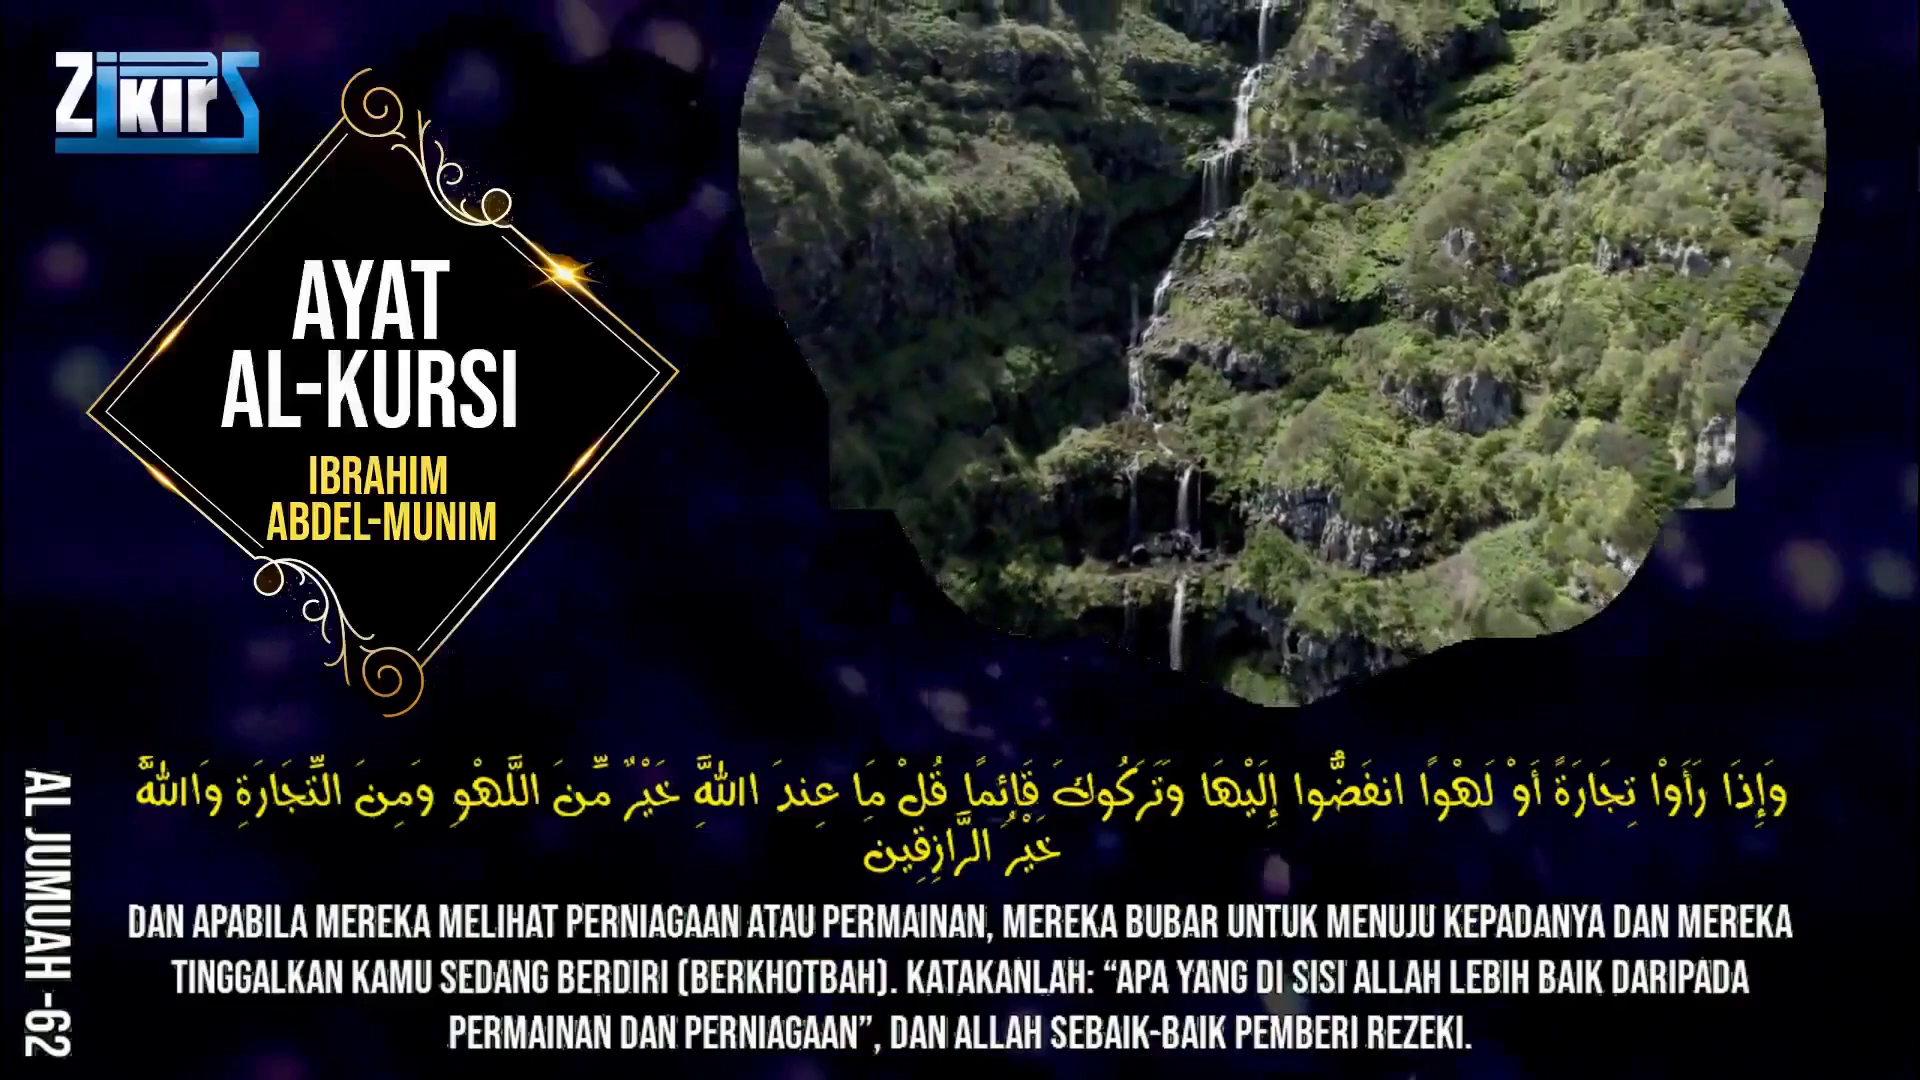 Zikirs
AYAT
AL-KURSI
IBRAHIM
ABDEL-MUNIM
AL JUMUAH -62
وَإِذَا رَأَوْا تِجَارَةً أَوْ لَهْوًا انفَضُّوا إِلَيْهَا وَتَرَكُوكَ قَائِمًا قُلْ مَا عِندَ اللَّهِ خَيْرٌ مِّنَ اللَّهْوِ وَمِنَ التِّجَارَةِ وَاللَّهُ
خَيْرُ الرَّازِقِين
DAN APABILA MEREKA MELIHAT PERNIAGAAN ATAU PERMAINAN, MEREKA BUBAR UNTUK MENUJU KEPADANYA DAN MEREKA
TINGGALKAN KAMU SEDANG BERDIRI (BERKHOTBAH). KATAKANLAH: “APA YANG DI SISI ALLAH LEBIH BAIK DARIPADA
PERMAINAN DAN PERNIAGAAN”, DAN ALLAH SEBAIK-BAIK PEMBERI REZEKI.